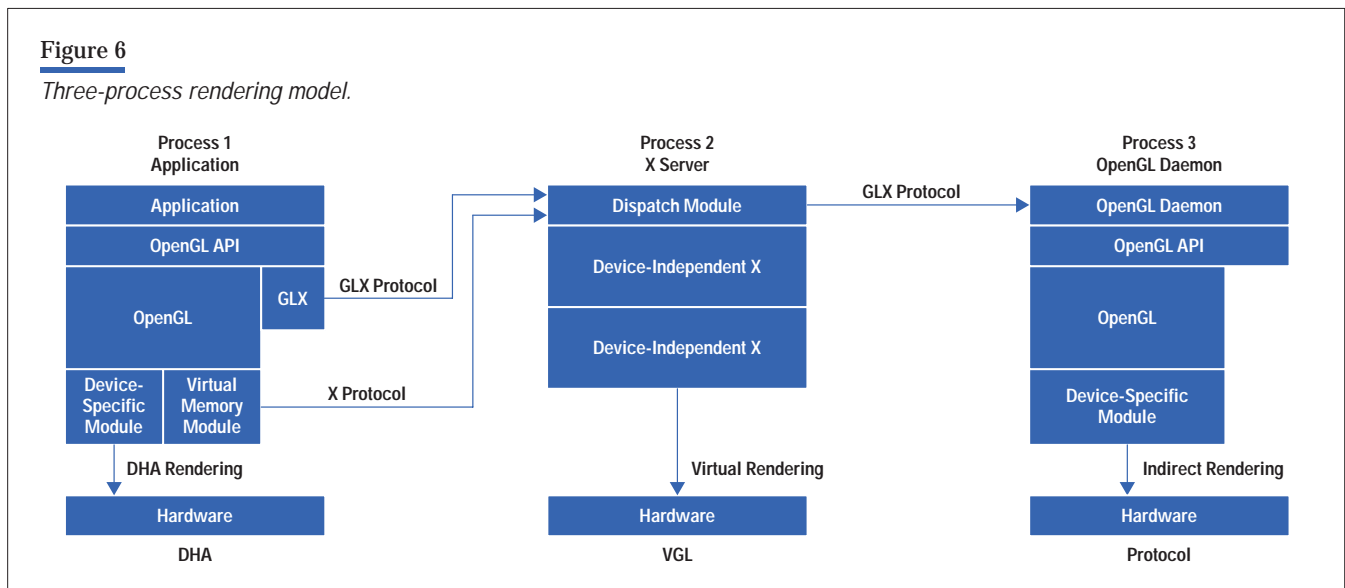 Figure 6
Three-process rendering model.
Process 1
Application
Application
OpenGL API
OpenGL
GLX
Device-
Specific
Module
Virtual
Memory
Module
DHA Rendering
Hardware
DHA
GLX Protocol
X Protocol
Process 2
X Server
Dispatch Module
Device-Independent X
Device-Independent X
Virtual Rendering
Hardware
VGL
GLX Protocol
Process 3
OpenGL Daemon
OpenGL Daemon
OpenGL API
OpenGL
Device-Specific
Module
Indirect Rendering
Hardware
Protocol